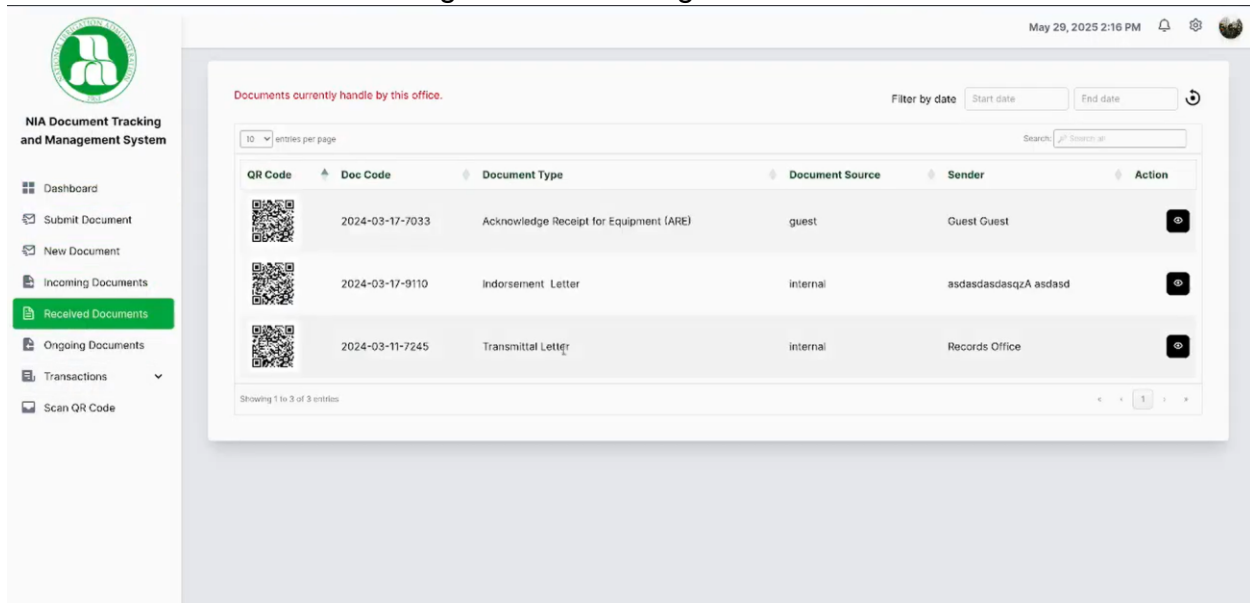 May 29, 2025 2:16 PM
NATIONAL IRRIGATION ADMINISTRATION
NIA Document Tracking
and Management System
Dashboard
Submit Document
New Document
Incoming Documents
Received Documents
Ongoing Documents
Transactions
Scan QR Code
Documents currently handle by this office.
Filter by date Start date End date
10 entries per page
Search:
QR Code Doc Code Document Type Document Source Sender Action
2024-03-17-7033 Acknowledge Receipt for Equipment (ARE) guest Guest Guest
2024-03-17-9110 Indorsement Letter internal asdasdasdasqzA asdasd
2024-03-11-7245 Transmittal Letter internal Records Office
Showing 1 to 3 of 3 entries
« ‹ 1 › »